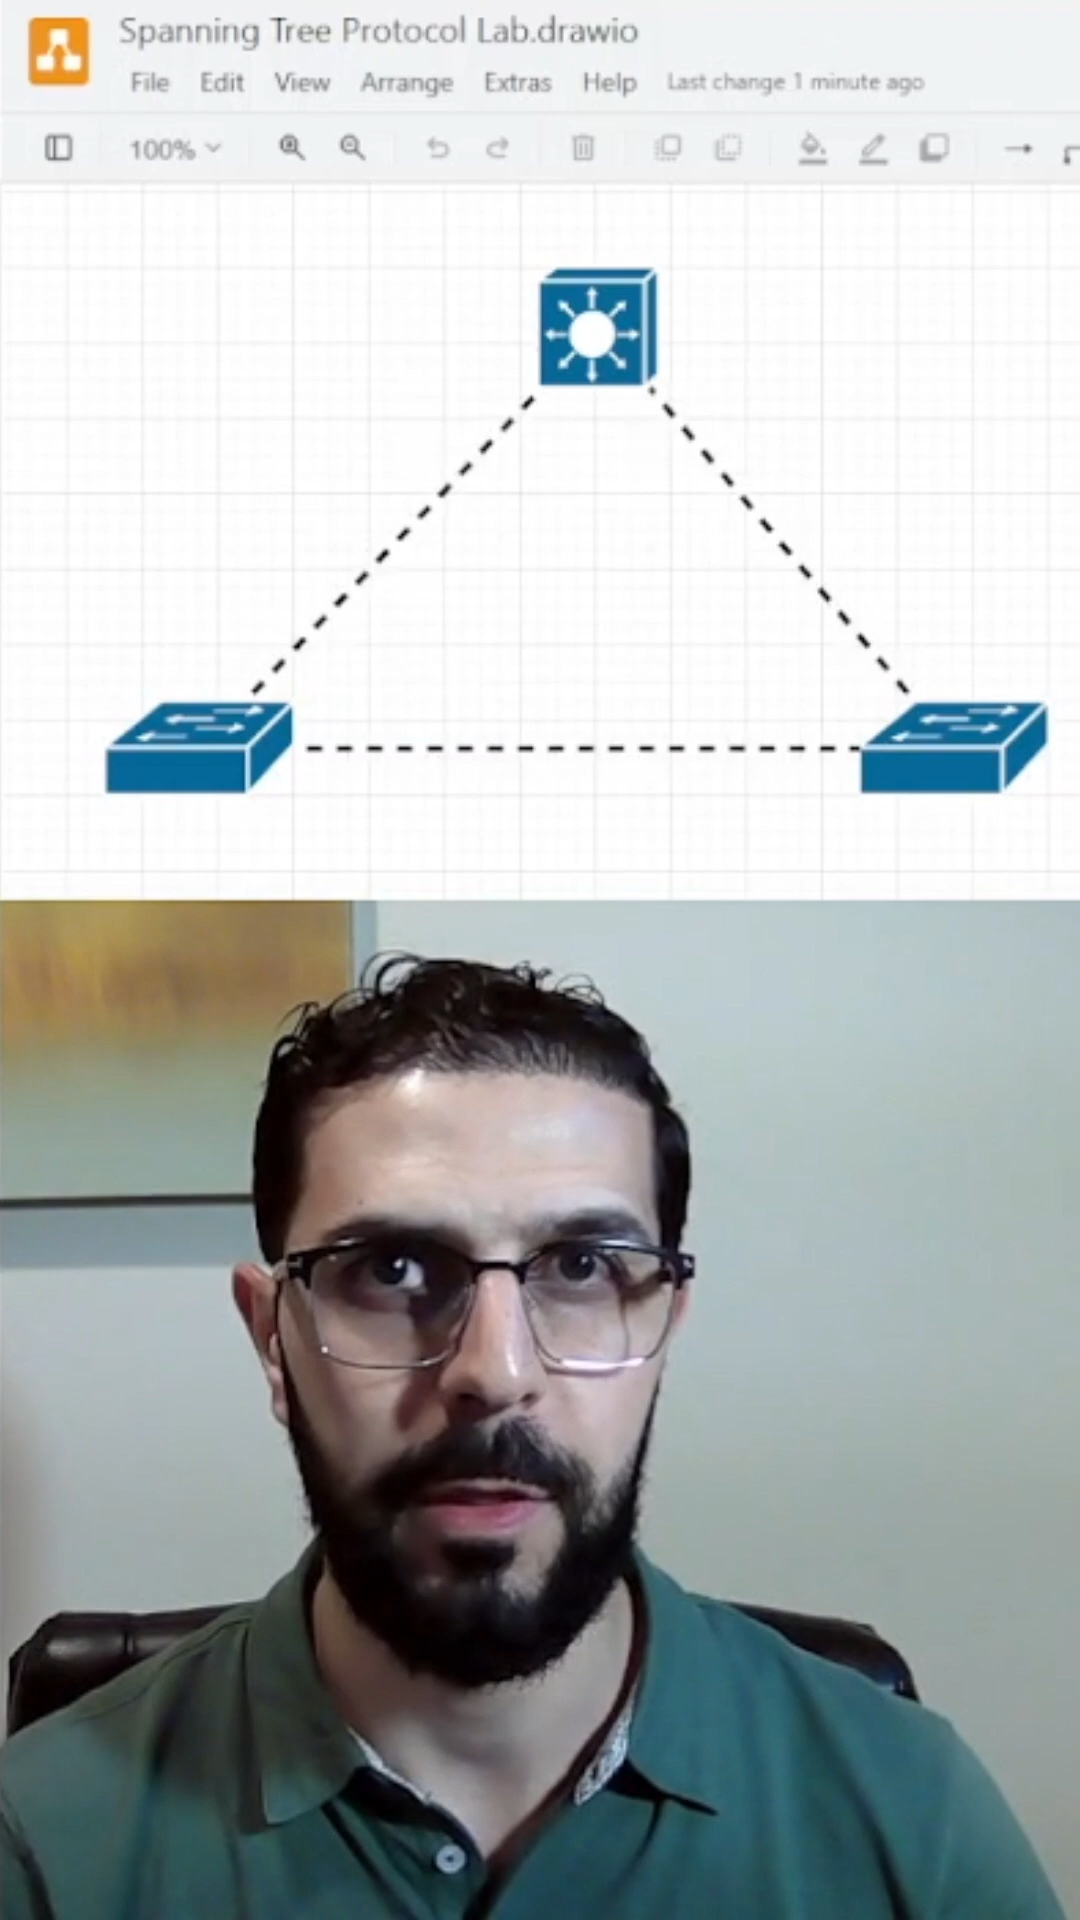 Spanning Tree Protocol Lab.drawio
File Edit View Arrange Extras Help Last change 1 minute ago
100%